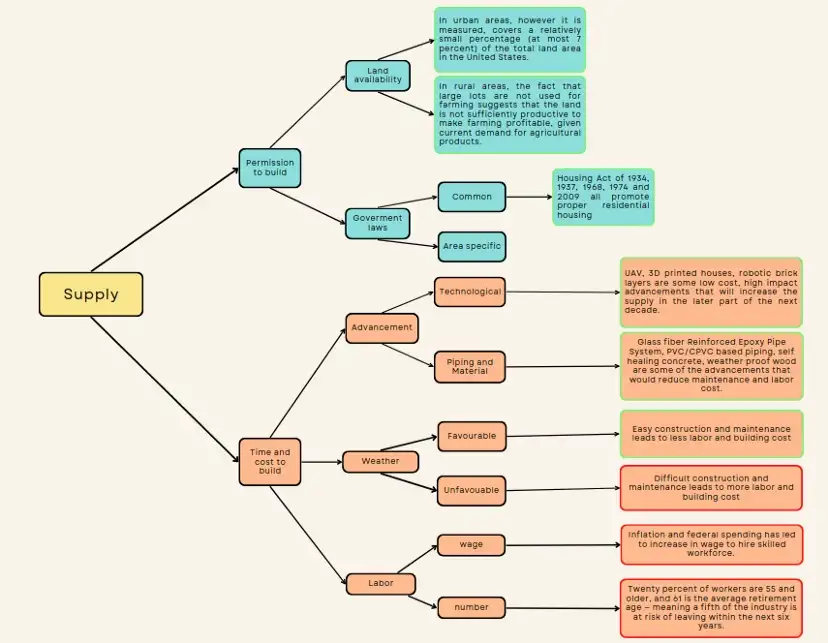 In urban areas, however it is
measured, covers a relatively
small percentage (at most 7
percent) of the total land area
in the United States.
Land
availability
In rural areas, the fact that
large lots are not used for
farming suggests that the land
is not sufficiently productive to
make farming profitable, given
current demand for agricultural
products.
Permission
to build
Housing Act of 1934,
1937, 1968, 1974 and
2009 all promote
proper residential
housing
Common
Goverment
laws
Area specific
Supply
UAV, 3D printed houses, robotic brick
layers are some low cost, high impact
advancements that will increase the
supply in the later part of the next
decade.
Technological
Advancement
Piping and
Material
Glass fiber Reinforced Epoxy Pipe
System, PVC/CPVC based piping, self
healing concrete, weather proof wood
are some of the advancements that
would reduce maintenance and labor
cost.
Time and
cost to
build
Favourable
Easy construction and maintenance
leads to less labor and building cost
Weather
Unfavouable
Difficult construction and
maintenance leads to more labor and
building cost
wage
Inflation and federal spending has led
to increase in wage to hire skilled
workforce.
Labor
number
Twenty percent of workers are 55 and
older, and 61 is the average retirement
age – meaning a fifth of the industry is
at risk of leaving within the next six
years.